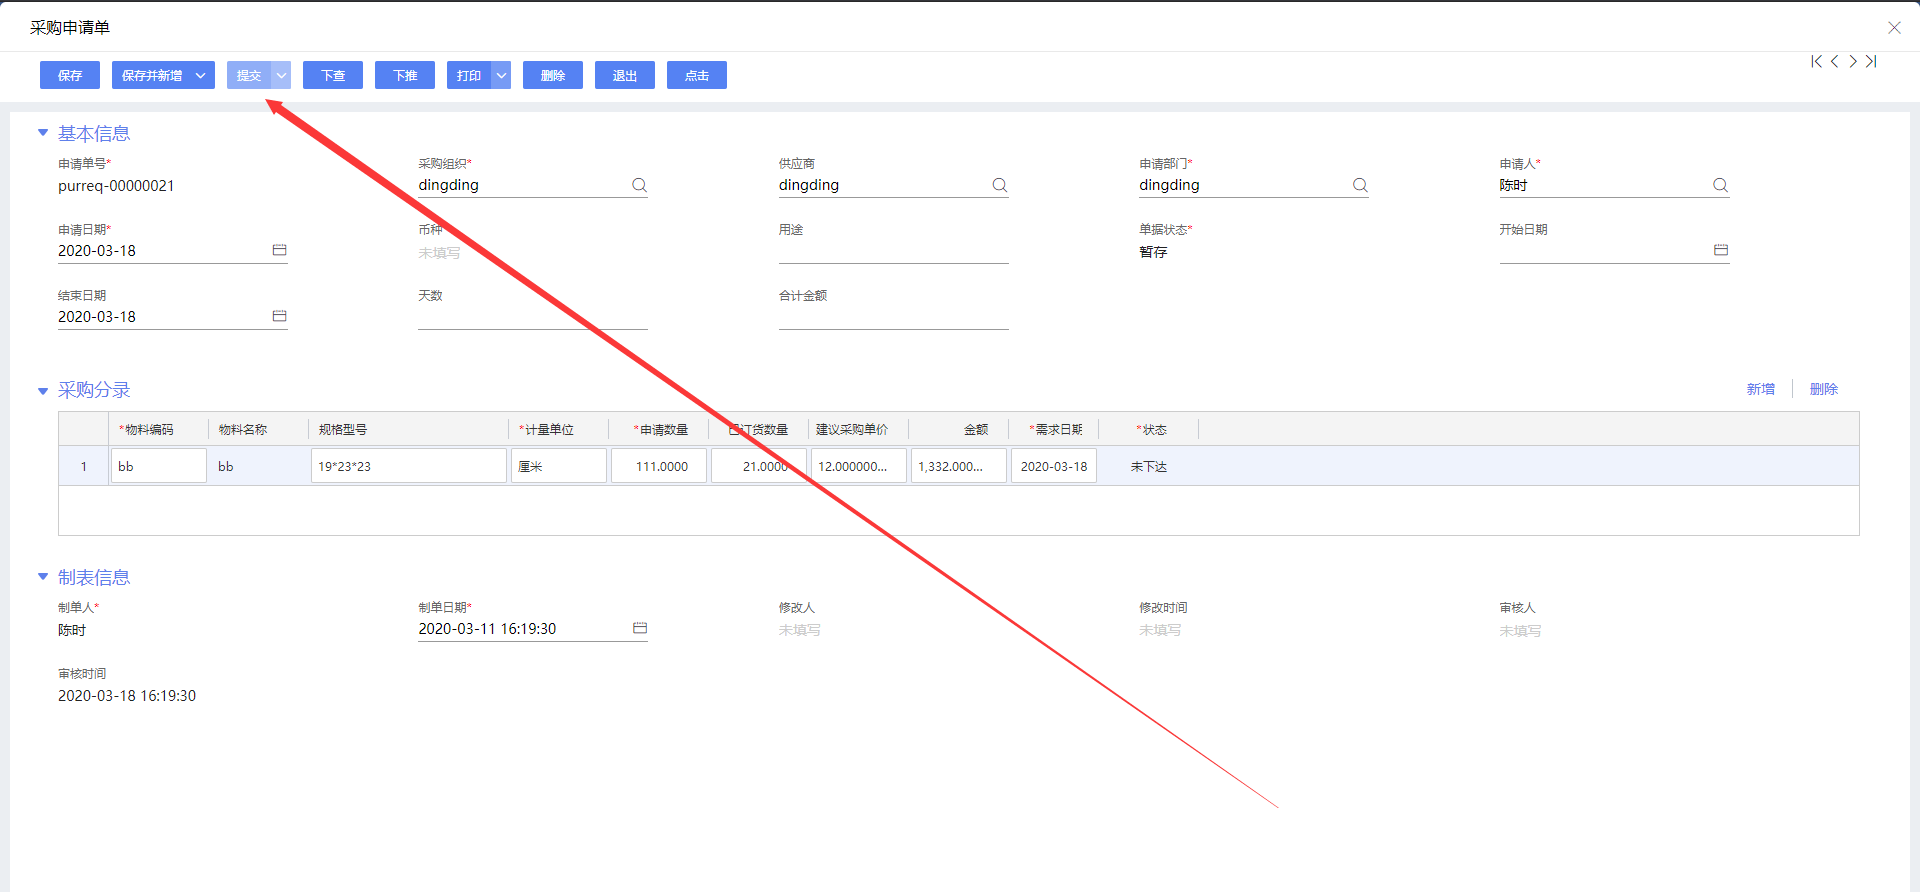 采购申请单
保存 保存并新增 提交 下查 下推 打印 删除 退出 点击
基本信息
申请单号* 采购组织* 供应商 申请部门* 申请人*
purreq-00000021 dingding dingding dingding 陈时
申请日期* 币种 用途 单据状态* 开始日期
2020-03-18 未填写 暂存
结束日期 天数 合计金额
2020-03-18
采购分录 新增 删除
*物料编码 物料名称 规格型号 *计量单位 *申请数量 已订货数量 建议采购单价 金额 *需求日期 *状态
1 bb bb 19*23*23 厘米 111.0000 21.0000 12.000000... 1,332.000... 2020-03-18 未下达
制表信息
制单人* 制单日期* 修改人 修改时间 审核人
陈时 2020-03-11 16:19:30 未填写 未填写 未填写
审核时间
2020-03-18 16:19:30